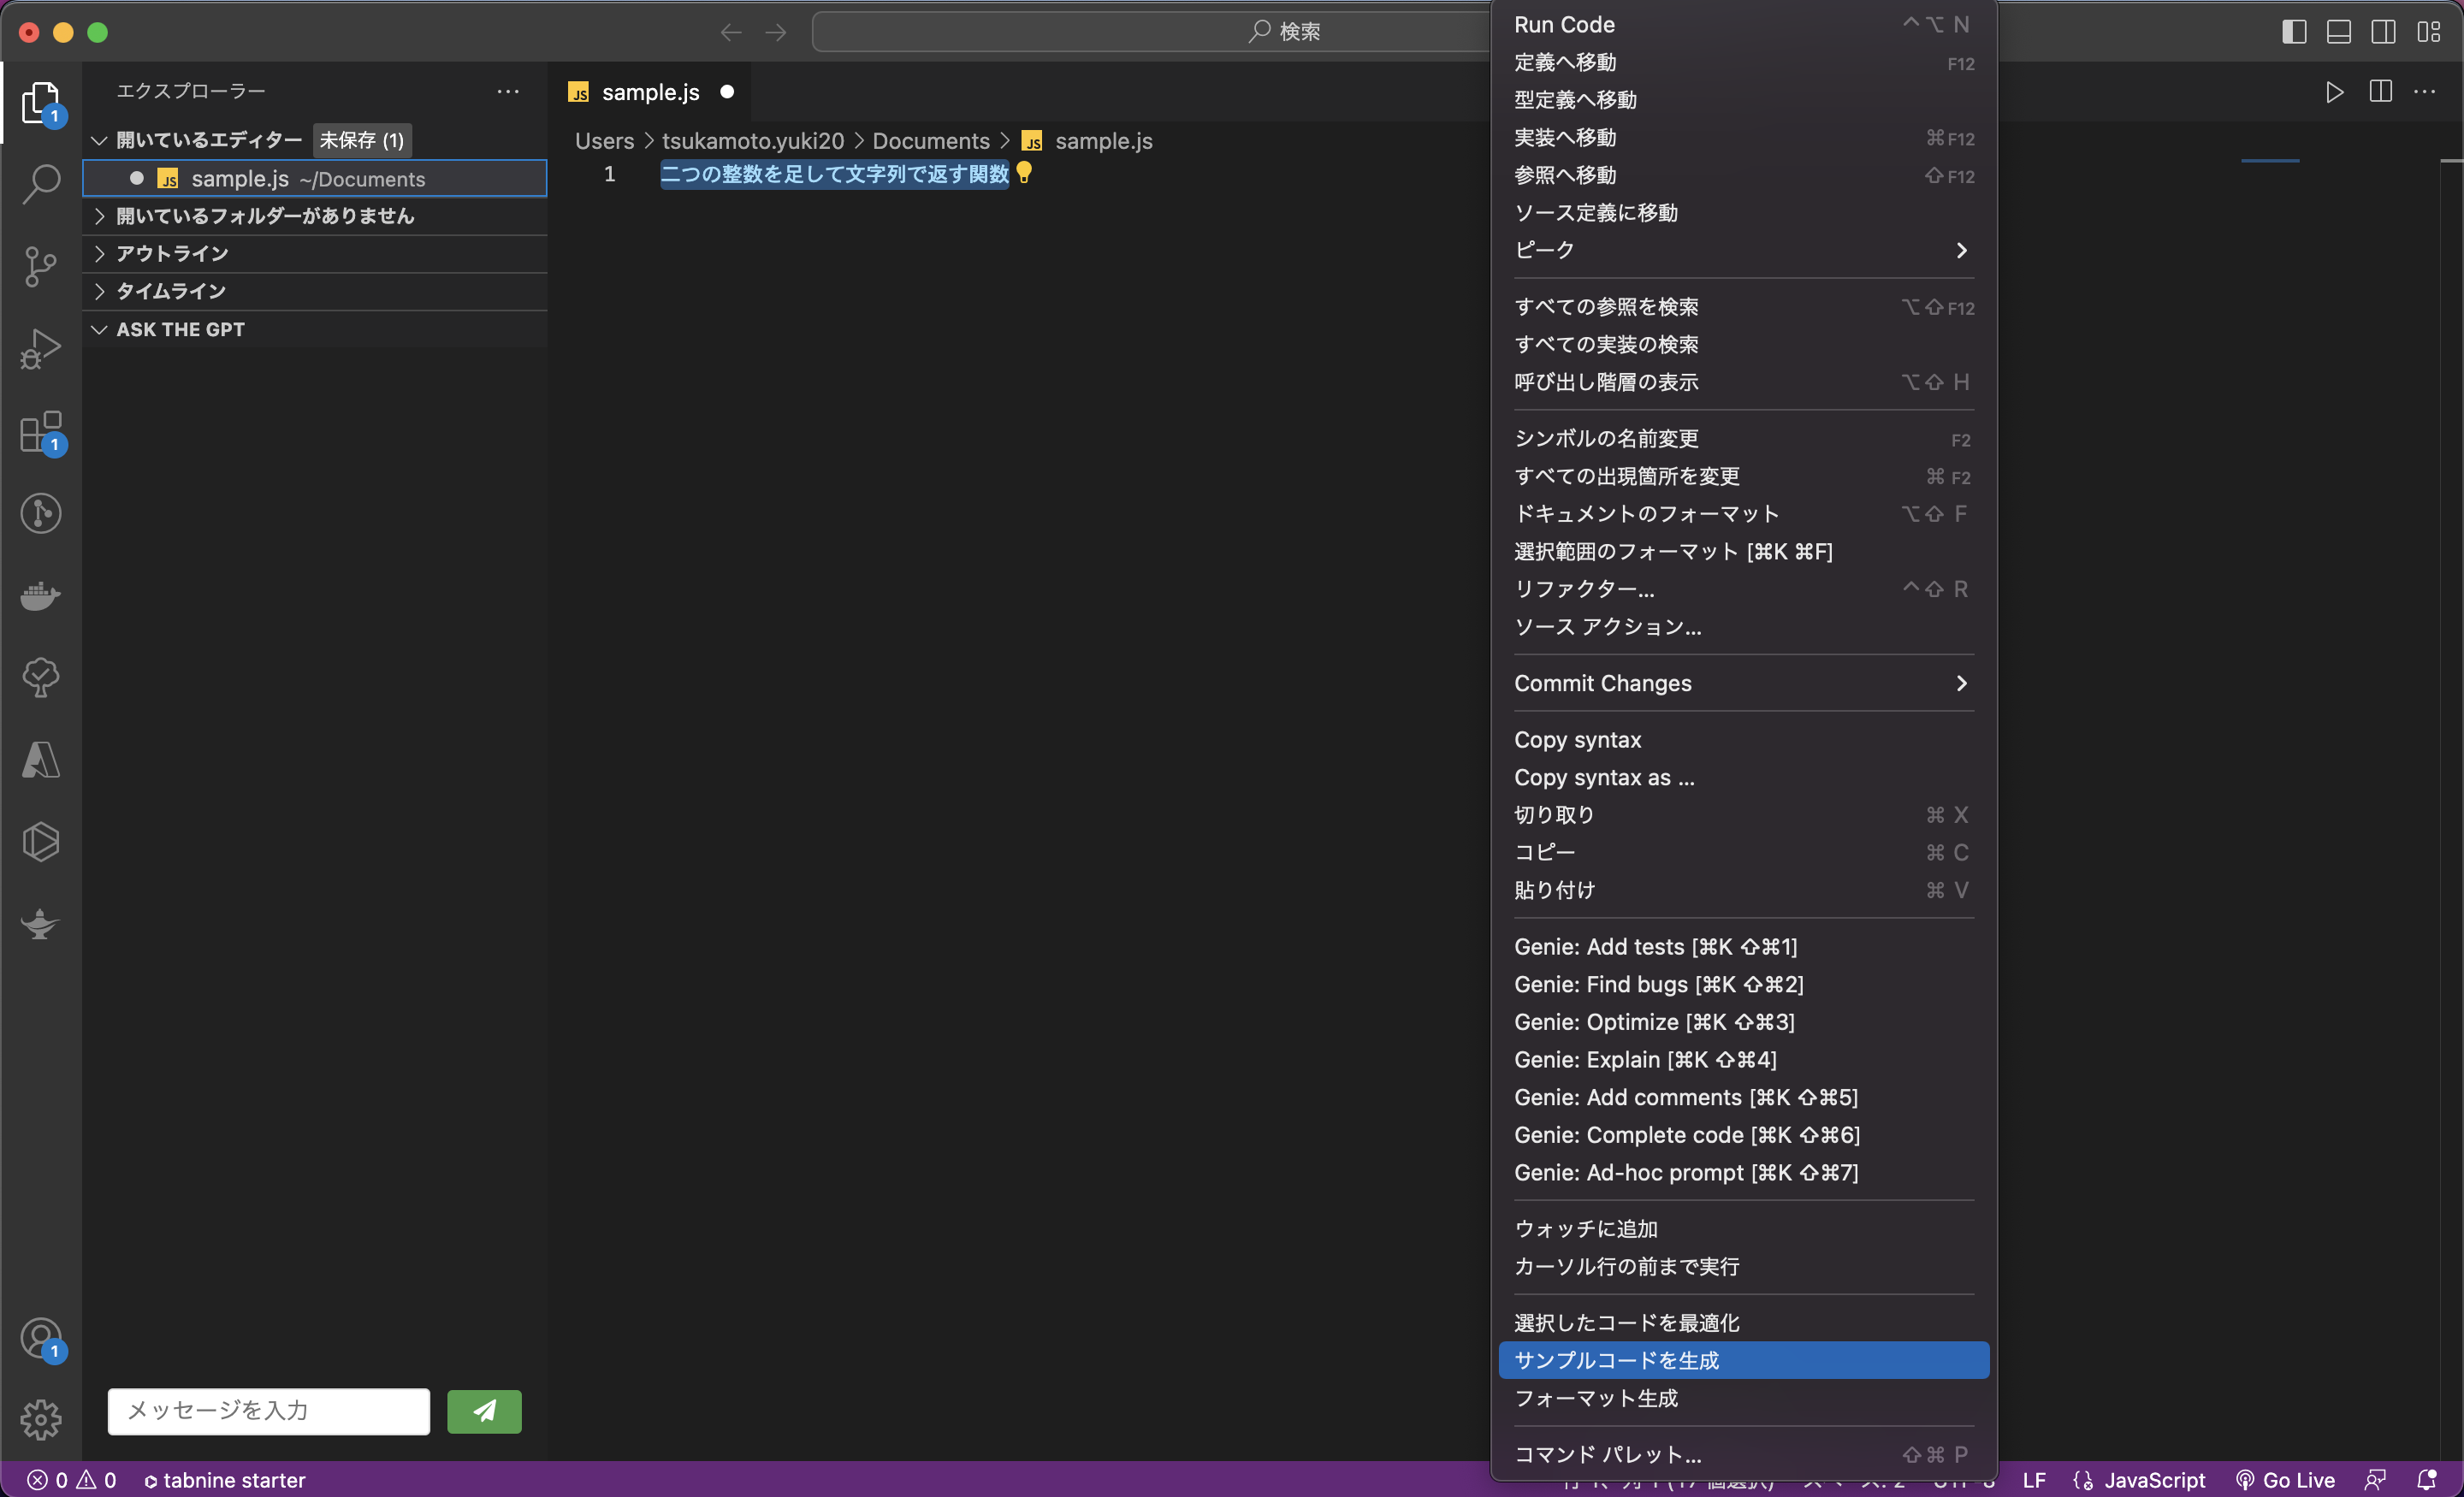 検索
エクスプローラー
1
開いているエディター 未保存 (1)
JS sample.js ~/Documents
開いているフォルダーがありません
アウトライン
タイムライン
ASK THE GPT
1
1
メッセージを入力
JS sample.js
Users > tsukamoto.yuki20 > Documents > JS sample.js
1 二つの整数を足して文字列で返す関数
Run Code ^⌥ N
定義へ移動 F12
型定義へ移動
実装へ移動 ⌘F12
参照へ移動 ⇧F12
ソース定義に移動
ピーク
すべての参照を検索 ⌥⇧F12
すべての実装の検索
呼び出し階層の表示 ⌥⇧ H
シンボルの名前変更 F2
すべての出現箇所を変更 ⌘ F2
ドキュメントのフォーマット ⌥⇧ F
選択範囲のフォーマット [⌘K ⌘F]
リファクター... ^⇧ R
ソース アクション...
Commit Changes
Copy syntax
Copy syntax as ...
切り取り ⌘ X
コピー ⌘ C
貼り付け ⌘ V
Genie: Add tests [⌘K ⇧⌘1]
Genie: Find bugs [⌘K ⇧⌘2]
Genie: Optimize [⌘K ⇧⌘3]
Genie: Explain [⌘K ⇧⌘4]
Genie: Add comments [⌘K ⇧⌘5]
Genie: Complete code [⌘K ⇧⌘6]
Genie: Ad-hoc prompt [⌘K ⇧⌘7]
ウォッチに追加
カーソル行の前まで実行
選択したコードを最適化
サンプルコードを生成
フォーマット生成
コマンド パレット... ⇧⌘ P
0 0 tabnine starter
LF {} JavaScript Go Live